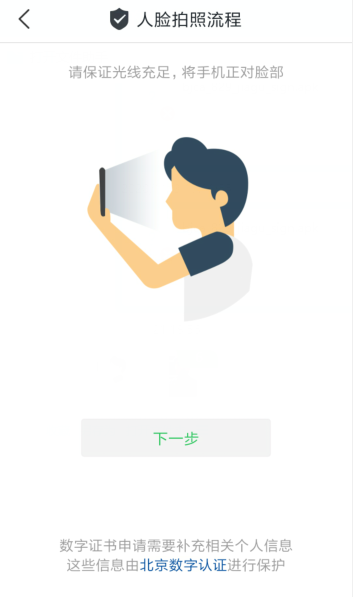 人脸拍照流程
请保证光线充足，将手机正对脸部
下一步
数字证书申请需要补充相关个人信息
这些信息由北京数字认证进行保护